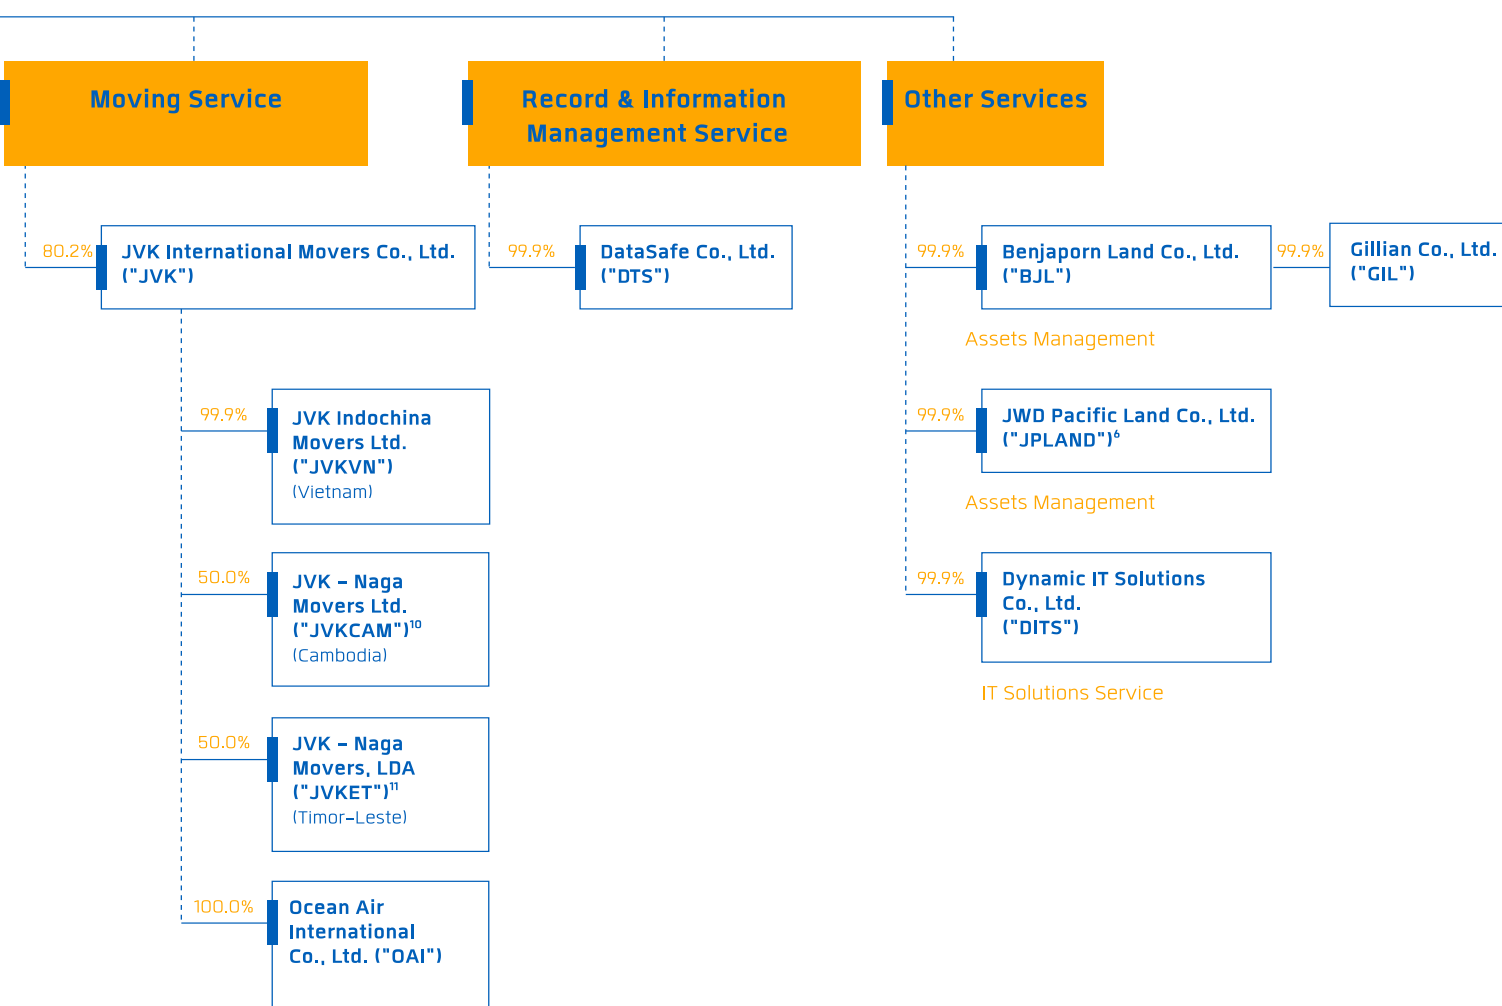 Moving Service
80.2%
JVK International Movers Co., Ltd.
("JVK")
99.9%
JVK Indochina
Movers Ltd.
("JVKVN")
(Vietnam)
50.0%
JVK – Naga
Movers Ltd.
("JVKCAM")¹⁰
(Cambodia)
50.0%
JVK – Naga
Movers, LDA
("JVKET")¹¹
(Timor–Leste)
100.0%
Ocean Air
International
Co., Ltd. ("OAI")
Record & Information
Management Service
99.9%
DataSafe Co., Ltd.
("DTS")
Other Services
99.9%
Benjaporn Land Co., Ltd.
("BJL")
Assets Management
99.9%
Gillian Co., Ltd.
("GIL")
99.9%
JWD Pacific Land Co., Ltd.
("JPLAND")⁶
Assets Management
99.9%
Dynamic IT Solutions
Co., Ltd.
("DITS")
IT Solutions Service